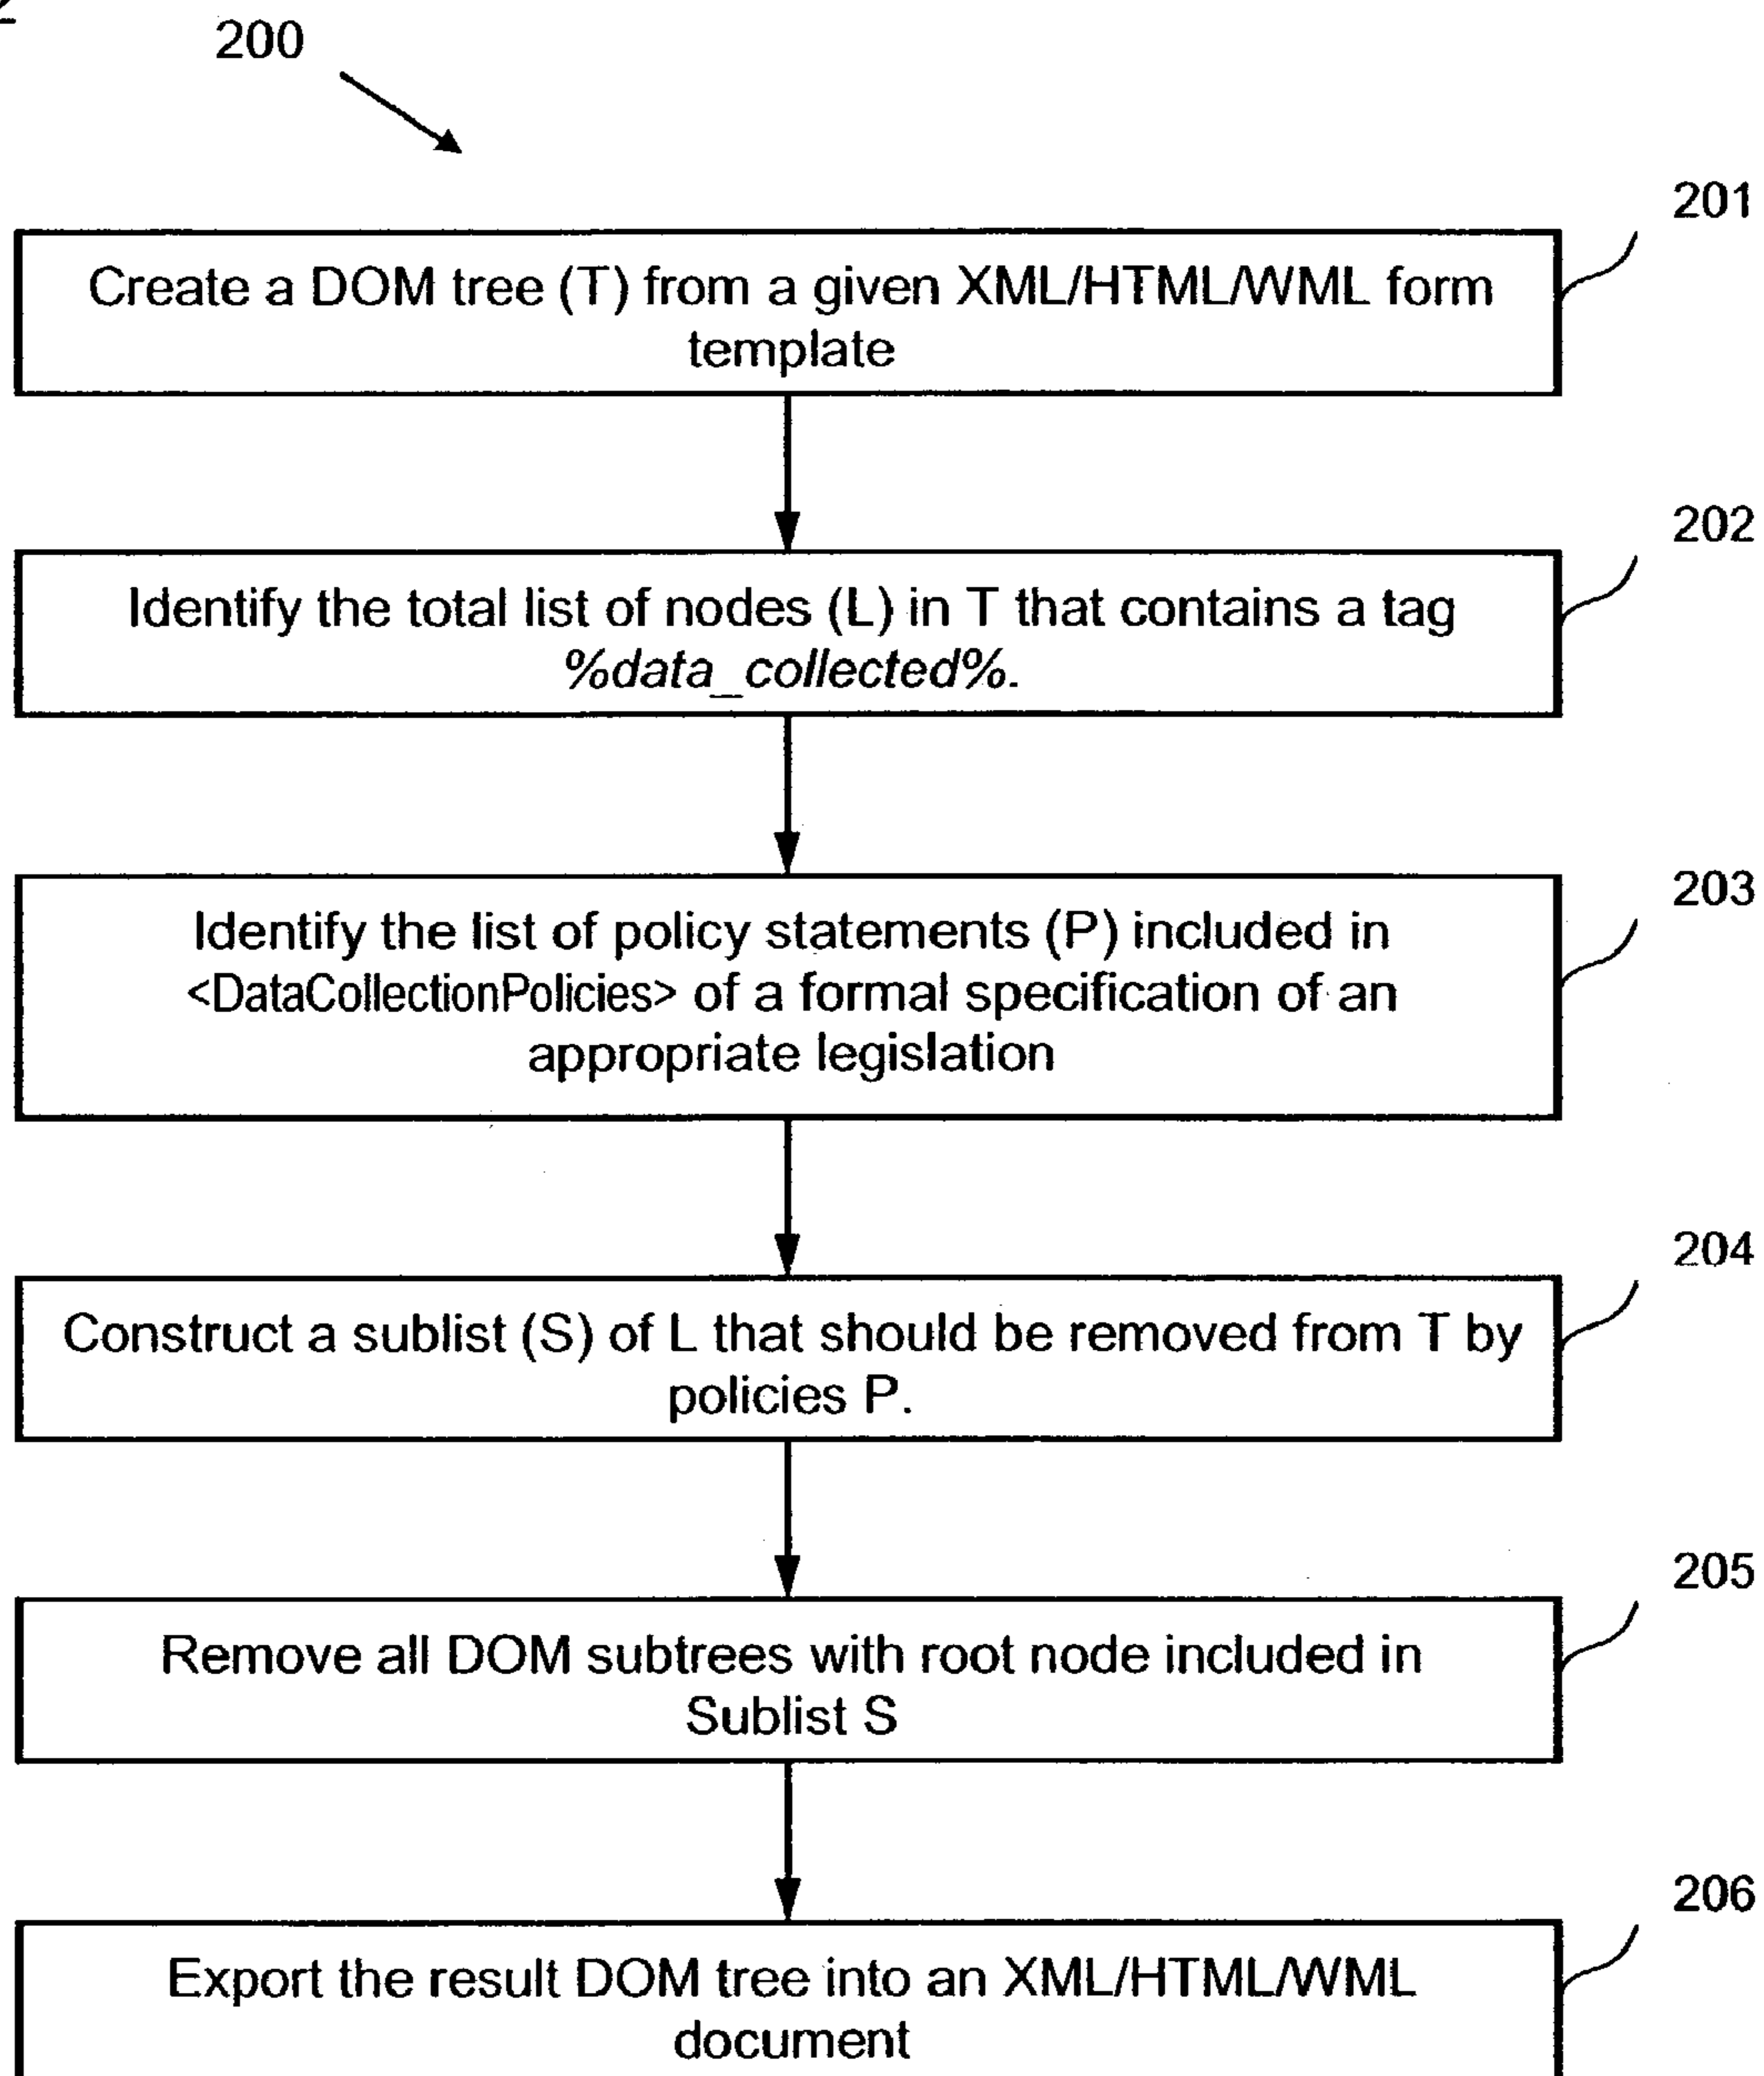 200
201
Create a DOM tree (T) from a given XML/HTML/WML form
template
202
Identify the total list of nodes (L) in T that contains a tag
%data_collected%.
203
Identify the list of policy statements (P) included in
<DataCollectionPolicies> of a formal specification of an
appropriate legislation
204
Construct a sublist (S) of L that should be removed from T by
policies P.
205
Remove all DOM subtrees with root node included in
Sublist S
206
Export the result DOM tree into an XML/HTML/WML
document